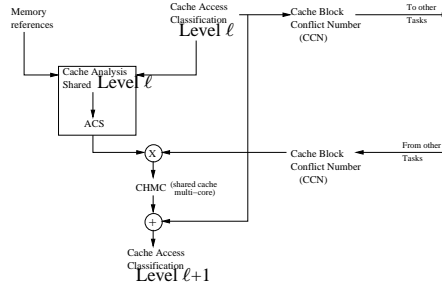 Memory
references
Cache Access
Classification
Level ℓ
Cache Block
Conflict Number
(CCN)
To other
Tasks
Cache Analysis
Shared Level ℓ
ACS
X
Cache Block
Conflict Number
(CCN)
From other
Tasks
CHMC (shared cache
multi−core)
+
Cache Access
Classification
Level ℓ+1